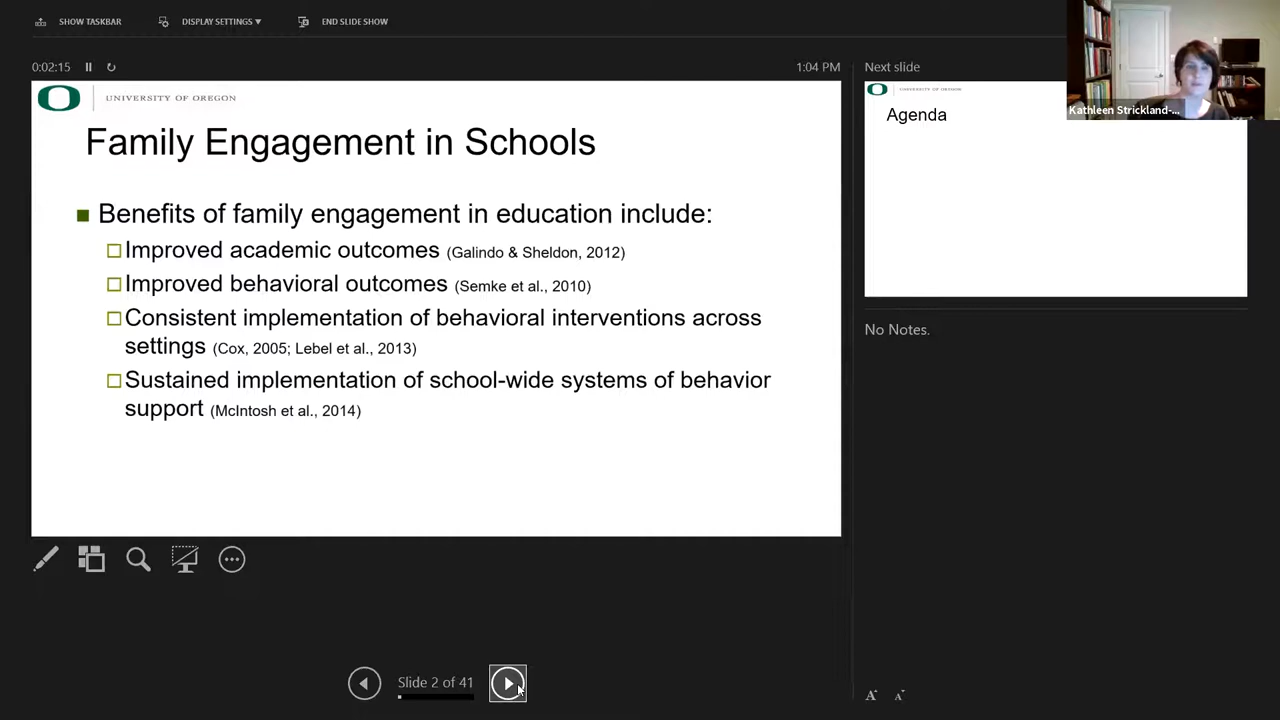 SHOW TASKBAR
DISPLAY SETTINGS
END SLIDE SHOW
0:02:15
1:04 PM
UNIVERSITY OF OREGON
Family Engagement in Schools
Benefits of family engagement in education include:
Improved academic outcomes (Galindo & Sheldon, 2012)
Improved behavioral outcomes (Semke et al., 2010)
Consistent implementation of behavioral interventions across
settings (Cox, 2005; Lebel et al., 2013)
Sustained implementation of school-wide systems of behavior
support (McIntosh et al., 2014)
Slide 2 of 41
Next slide
Kathleen Strickland-...
UNIVERSITY OF OREGON
Agenda
No Notes.
A
A